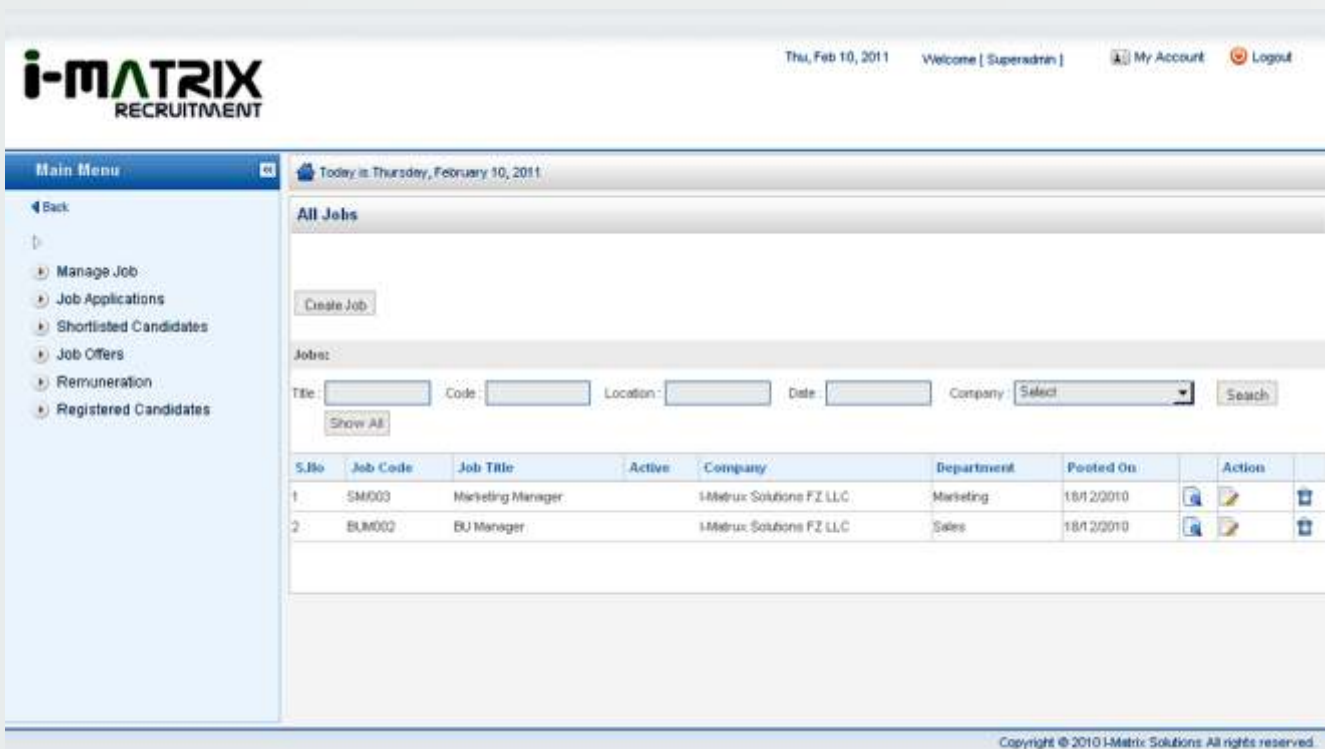 i-MATRIX
RECRUITMENT
Thu, Feb 10, 2011 Welcome [ Superadmin ] My Account Logout
Main Menu
Today is Thursday, February 10, 2011
Back
All Jobs
Manage Job
Job Applications
Shortlisted Candidates
Job Offers
Remuneration
Registered Candidates
Create Job
Jobs:
Title : Code : Location : Date : Company : Select Search
Show All
S.No Job Code Job Title Active Company Department Posted On Action
1 SM/003 Marketing Manager I-Matrux Solutions FZ LLC Marketing 18/12/2010
2 BUM002 BU Manager I-Matrux Solutions FZ LLC Sales 18/12/2010
Copyright © 2010 I-Matrix Solutions All rights reserved